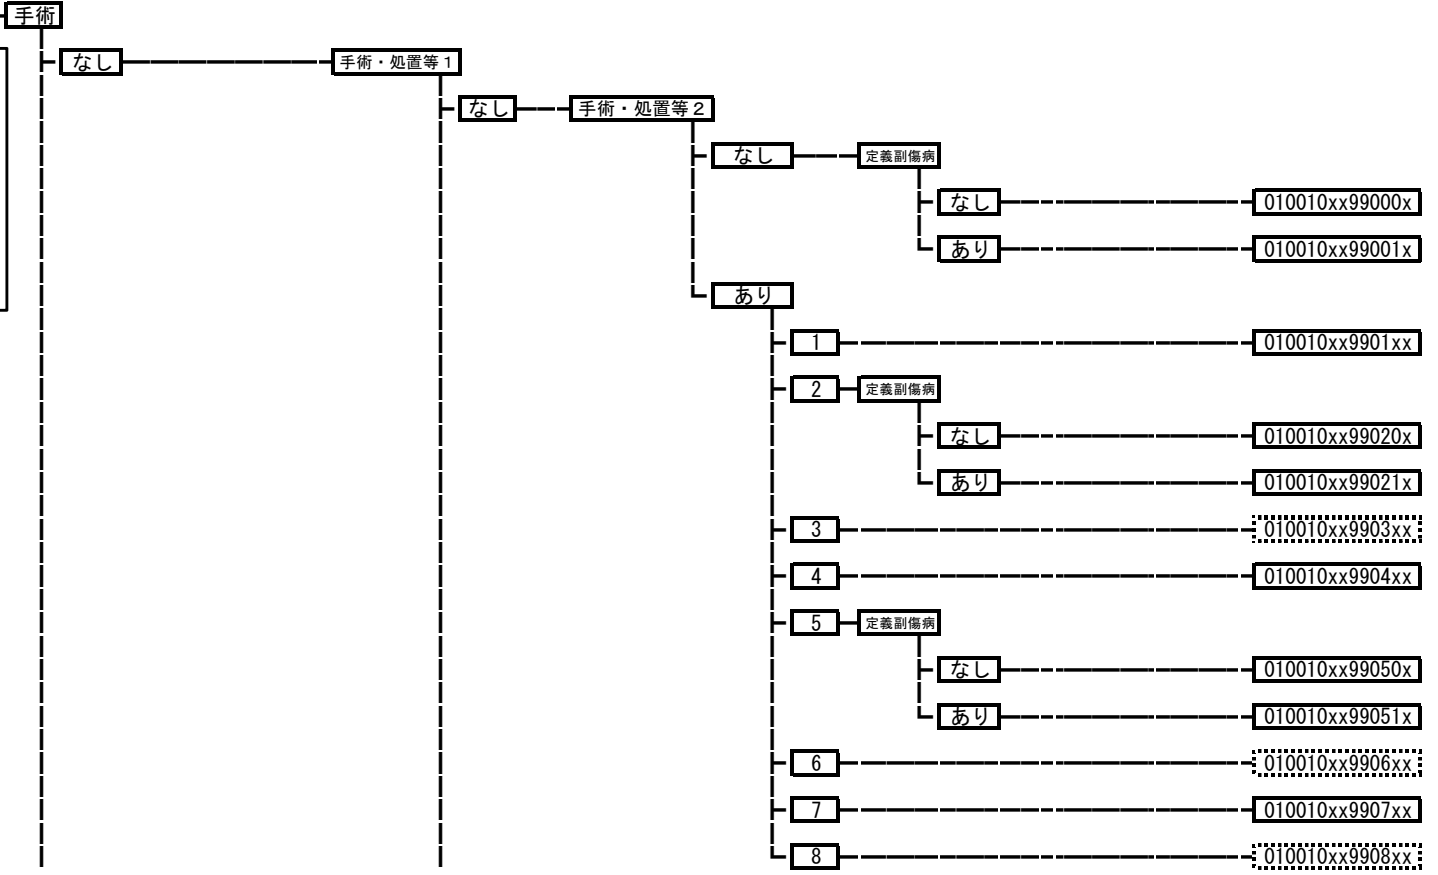 手術
なし 手術・処置等1
なし 手術・処置等2
なし 定義副傷病
なし 010010xx99000x
あり 010010xx99001x
あり
1 010010xx9901xx
2 定義副傷病
なし 010010xx99020x
あり 010010xx99021x
3 010010xx9903xx
4 010010xx9904xx
5 定義副傷病
なし 010010xx99050x
あり 010010xx99051x
6 010010xx9906xx
7 010010xx9907xx
8 010010xx9908xx